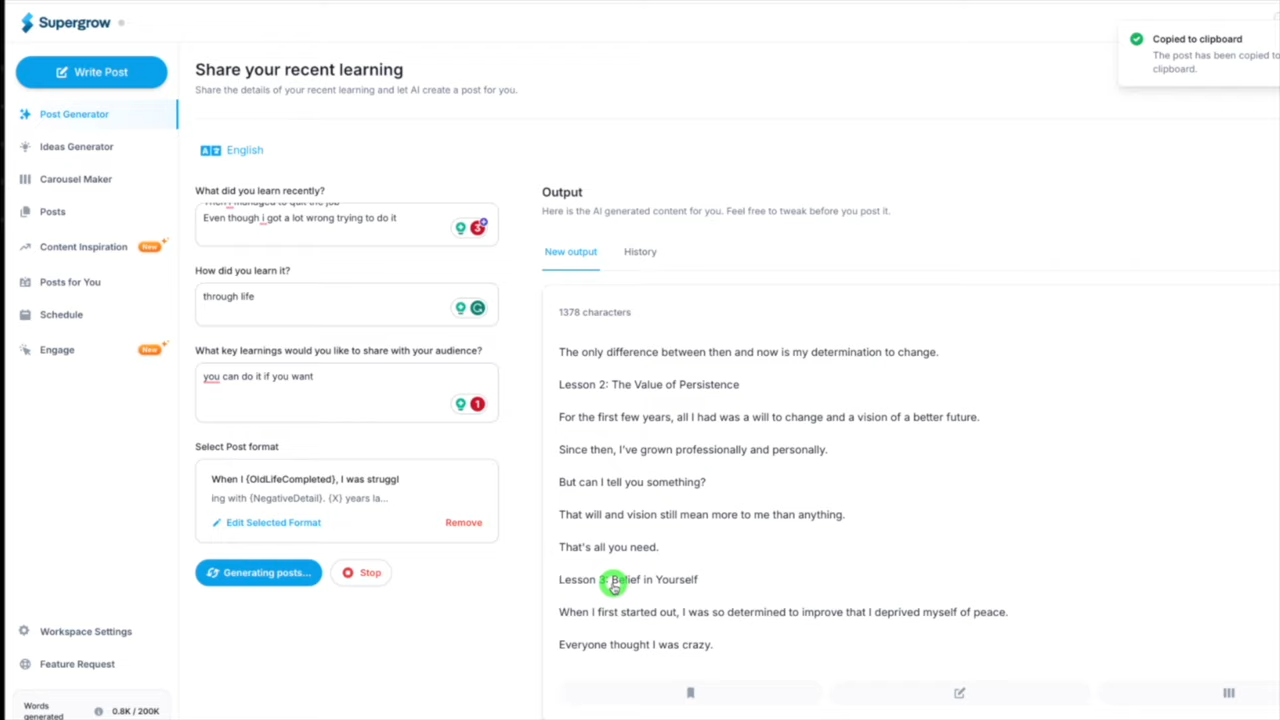 Supergrow
Copied to clipboard
The post has been copied to
clipboard.
Write Post
Post Generator
Ideas Generator
Carousel Maker
Posts
Content Inspiration New
Posts for You
Schedule
Engage New
Workspace Settings
Feature Request
Words
generated
0.8K / 200K
Share your recent learning
Share the details of your recent learning and let AI create a post for you.
English
What did you learn recently?
Then i managed to quit the job
Even though i got a lot wrong trying to do it
3
How did you learn it?
through life
What key learnings would you like to share with your audience?
you can do it if you want
1
Select Post format
When I {OldLifeCompleted}, I was struggl
ing with {NegativeDetail}. {X} years la...
Edit Selected Format
Remove
Generating posts...
Stop
Output
Here is the AI generated content for you. Feel free to tweak before you post it.
New output
History
1378 characters
The only difference between then and now is my determination to change.
Lesson 2: The Value of Persistence
For the first few years, all I had was a will to change and a vision of a better future.
Since then, I've grown professionally and personally.
But can I tell you something?
That will and vision still mean more to me than anything.
That's all you need.
Lesson 3: Belief in Yourself
When I first started out, I was so determined to improve that I deprived myself of peace.
Everyone thought I was crazy.